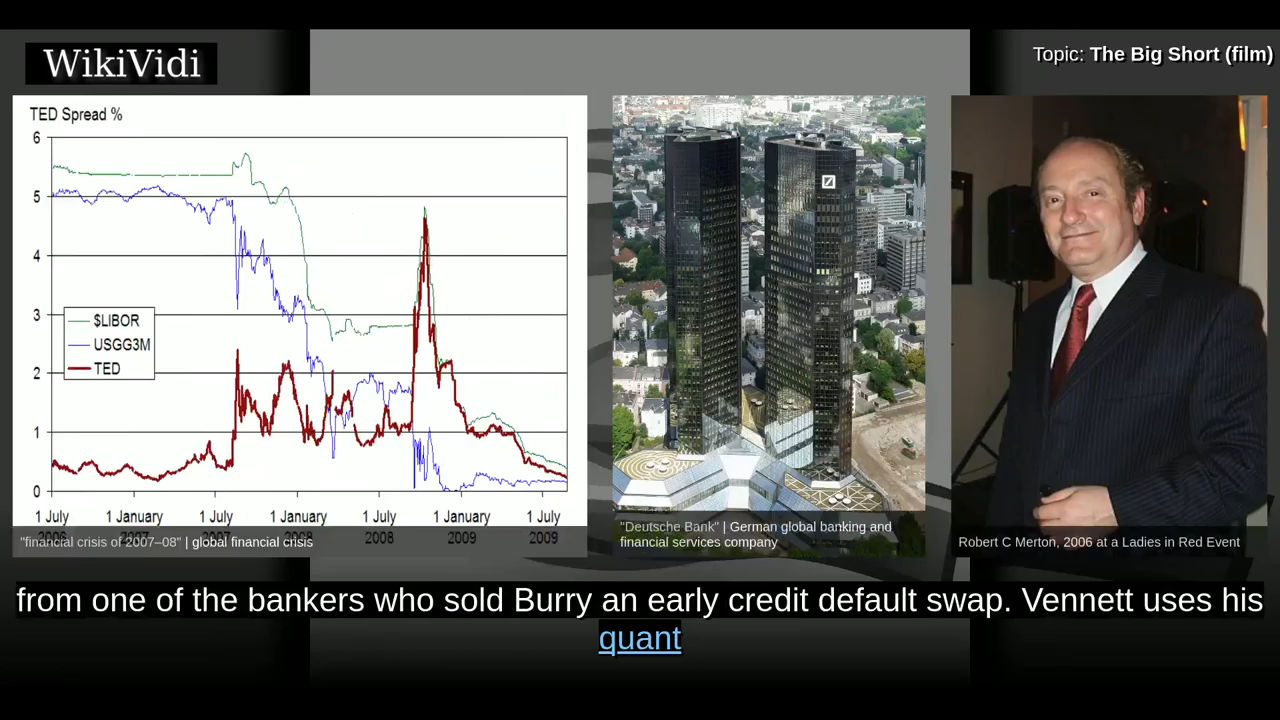 WikiVidi
Topic: The Big Short (film)
TED Spread %
6
5
4
3
2
1
0
$LIBOR
USGG3M
TED
1 July 1 January 1 July 1 January 1 July 1 January 1 July
2006 2007 2007 2008 2008 2009 2009
"financial crisis of 2007–08" | global financial crisis
"Deutsche Bank" | German global banking and
financial services company
Robert C Merton, 2006 at a Ladies in Red Event
from one of the bankers who sold Burry an early credit default swap. Vennett uses his
quant